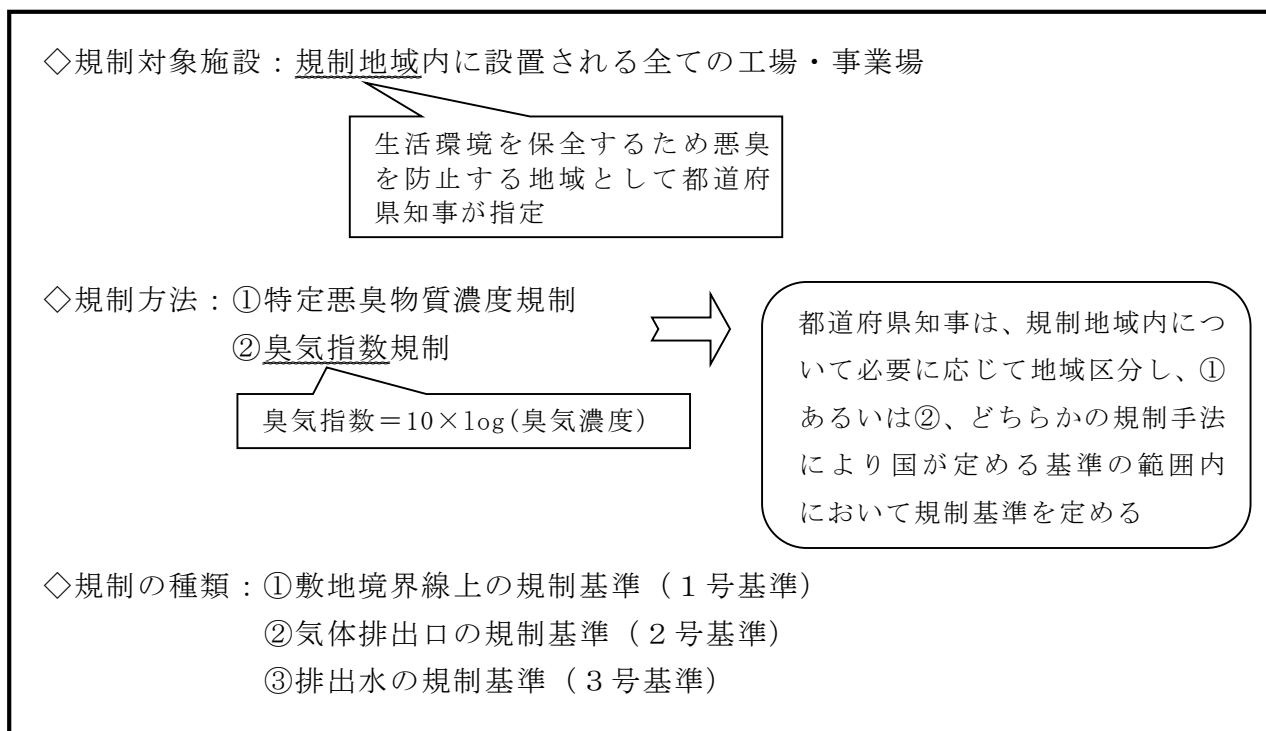 ◇規制対象施設：規制地域内に設置される全ての工場・事業場
生活環境を保全するため悪臭
を防止する地域として都道府
県知事が指定
◇規制方法：①特定悪臭物質濃度規制
②臭気指数規制
臭気指数＝10×log(臭気濃度)
都道府県知事は、規制地域内につ
いて必要に応じて地域区分し、①
あるいは②、どちらかの規制手法
により国が定める基準の範囲内
において規制基準を定める
◇規制の種類：①敷地境界線上の規制基準（１号基準）
②気体排出口の規制基準（２号基準）
③排出水の規制基準（３号基準）